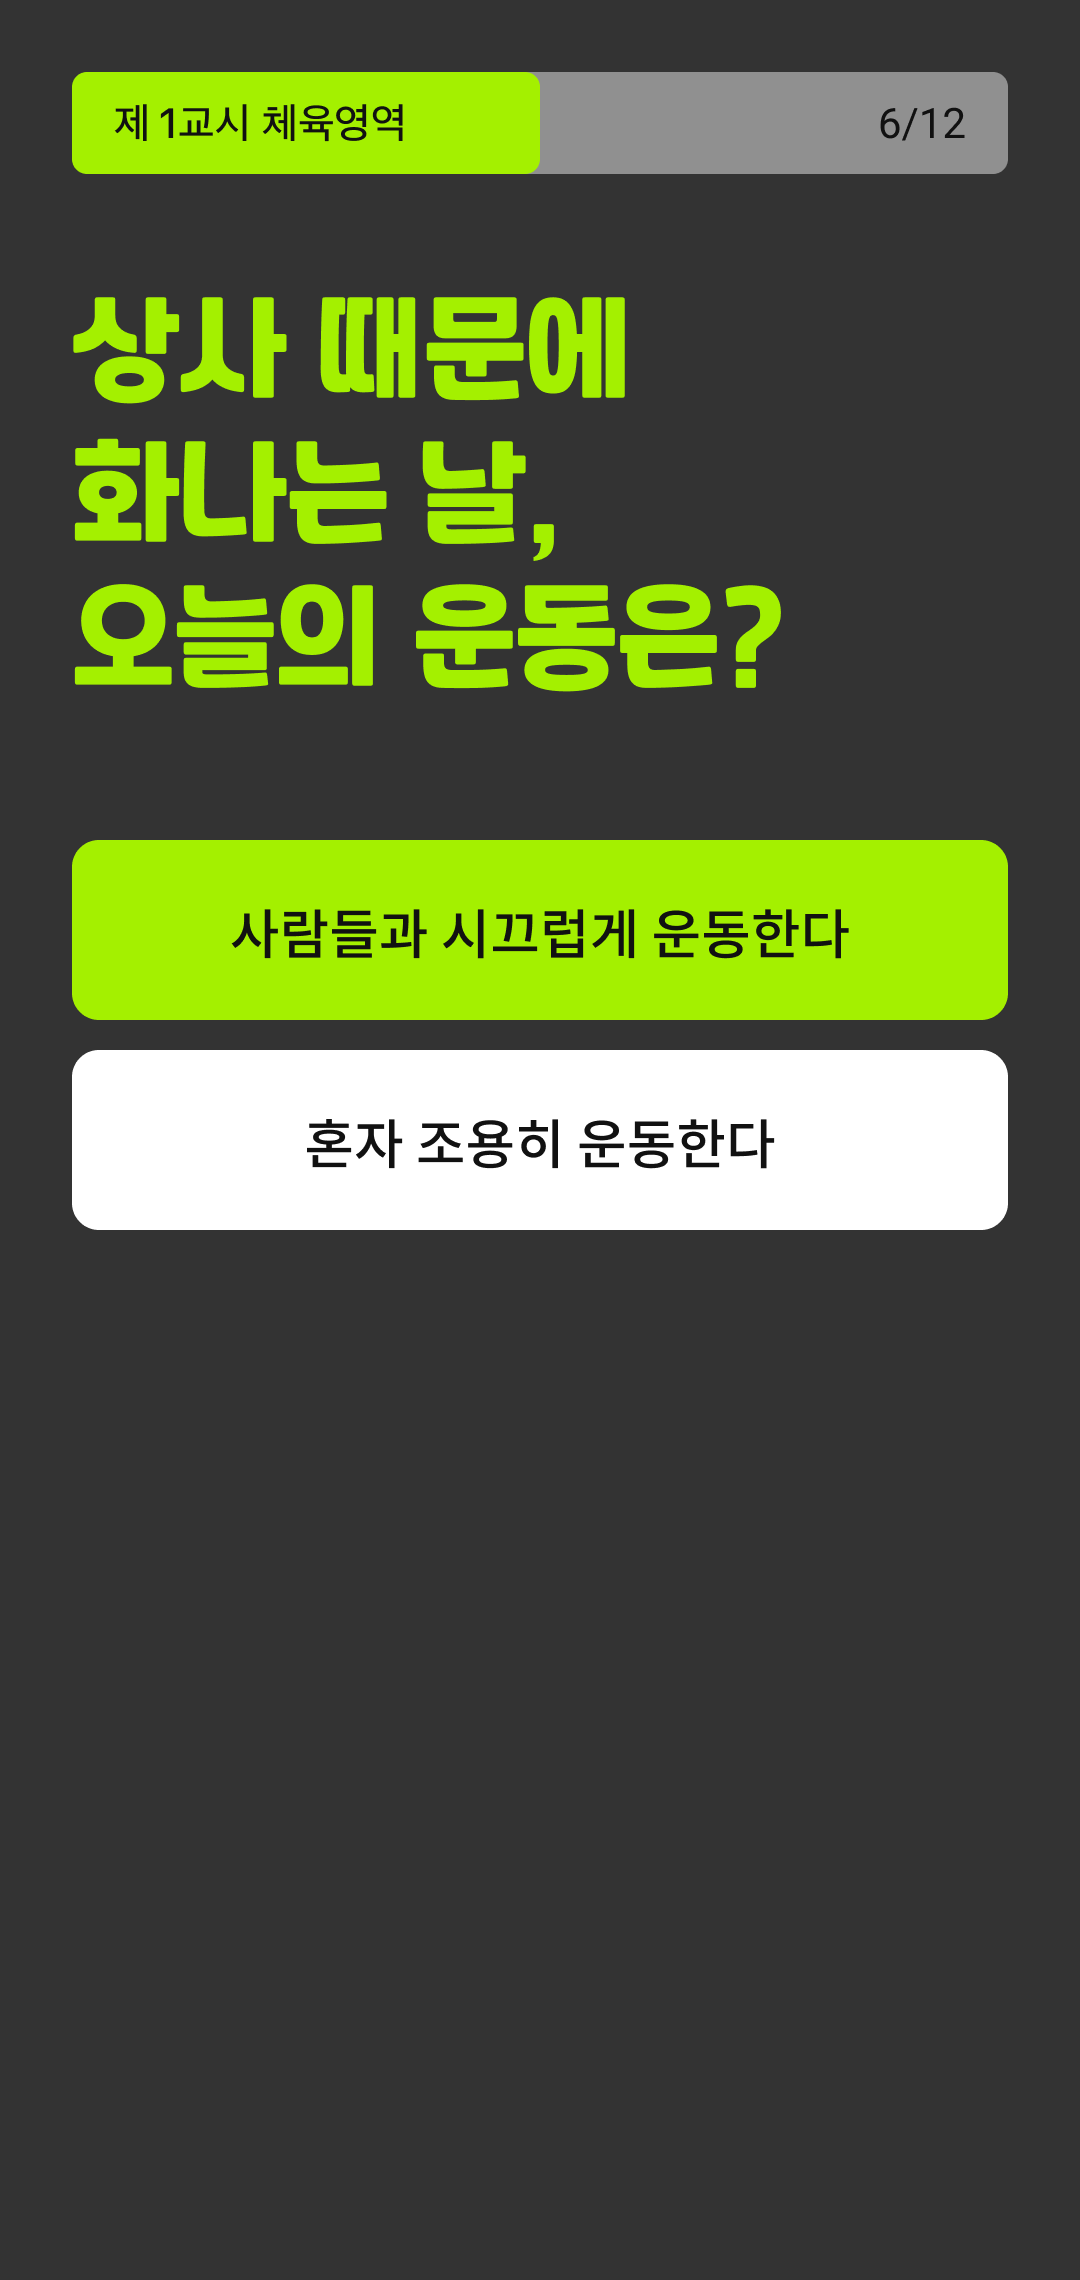 제 1교시 체육영역
6/12
상사 때문에
화나는 날,
오늘의 운동은?
사람들과 시끄럽게 운동한다
혼자 조용히 운동한다